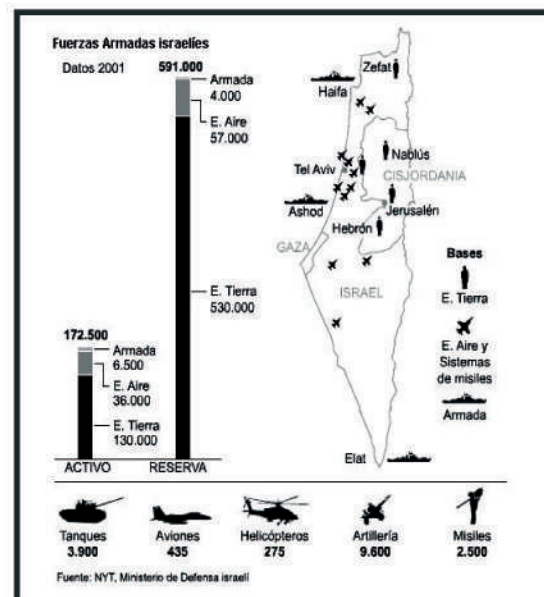 Fuerzas Armadas israelíes
Datos 2001
591.000
Armada
4.000
E. Aire
57.000
E. Tierra
530.000
172.500
Armada
6.500
E. Aire
36.000
E. Tierra
130.000
ACTIVO
RESERVA
Zefat
Haifa
Nablús
Tel Aviv
CISJORDANIA
Ashod
Jerusalén
Hebrón
GAZA
ISRAEL
Elat
Bases
E. Tierra
E. Aire y
Sistemas
de misiles
Armada
Tanques
3.900
Aviones
435
Helicópteros
275
Artillería
9.600
Misiles
2.500
Fuente: NYT, Ministerio de Defensa israelí